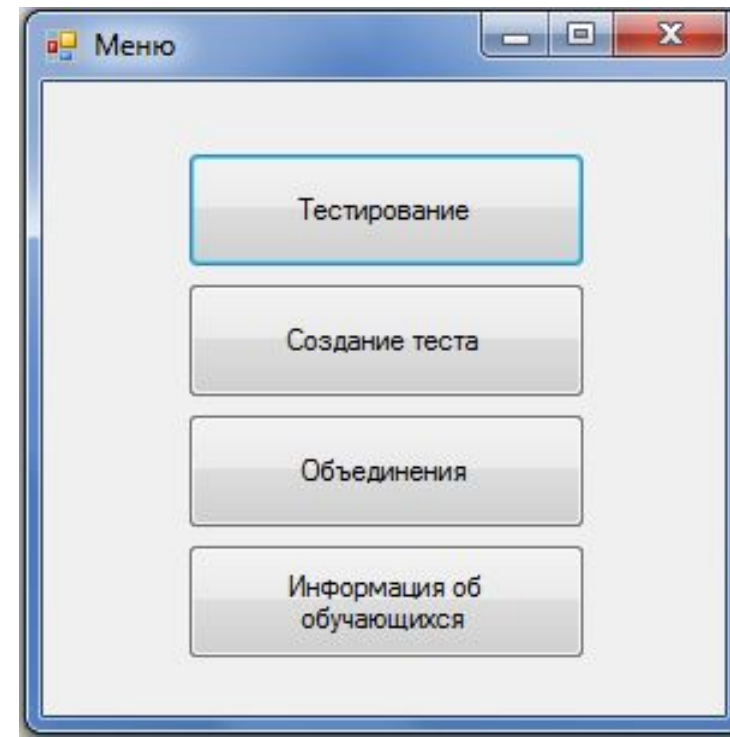 Меню
Тестирование
Создание теста
Объединения
Информация об
обучающихся